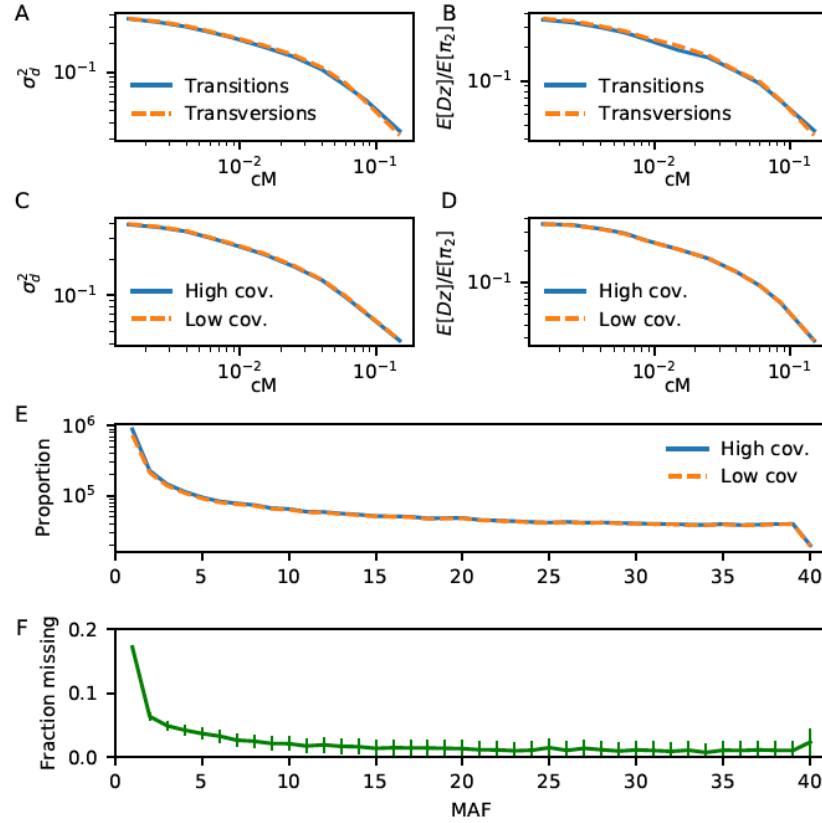 A
σ_d^2
10^{-1}
Transitions
Transversions
10^{-2}
10^{-1}
cM
B
E[Dz]/E[π_2]
10^{-1}
Transitions
Transversions
10^{-2}
10^{-1}
cM
C
σ_d^2
10^{-1}
High cov.
Low cov.
10^{-2}
10^{-1}
cM
D
E[Dz]/E[π_2]
10^{-1}
High cov.
Low cov.
10^{-2}
10^{-1}
cM
E
Proportion
10^6
10^5
High cov.
Low cov
0 5 10 15 20 25 30 35 40
F
Fraction missing
0.2
0.1
0.0
0 5 10 15 20 25 30 35 40
MAF